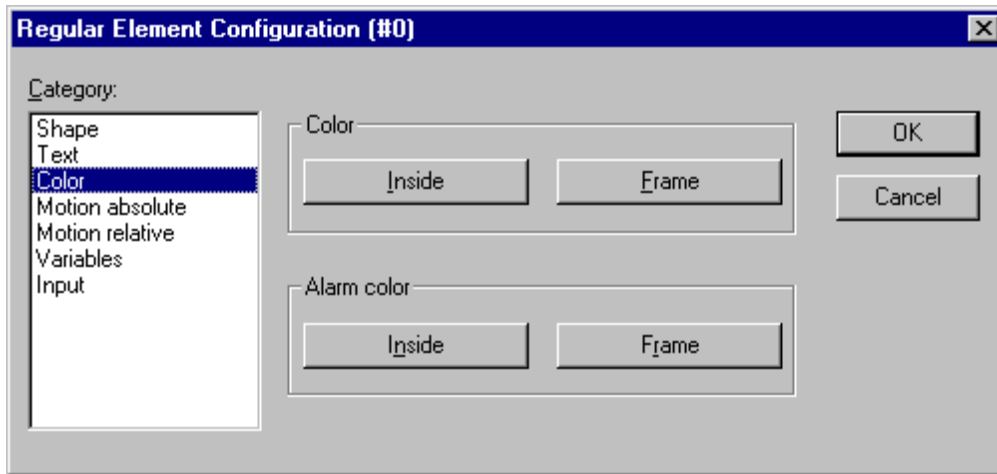 Regular Element Configuration (#0)
Category:
Shape
Text
Color
Motion absolute
Motion relative
Variables
Input
Color
Inside
Frame
Alarm color
Inside
Frame
OK
Cancel